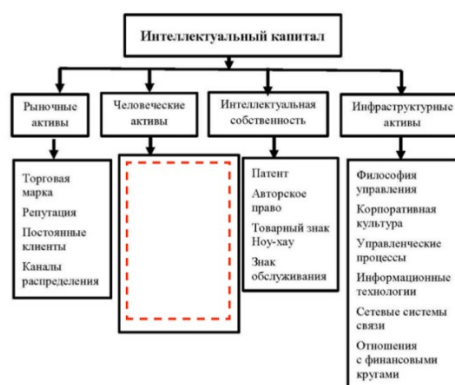 Интеллектуальный капитал
Рыночные
активы
Человеческие
активы
Интеллектуальная
собственность
Инфраструктурные
активы
Торговая
марка
Репутация
Постоянные
клиенты
Каналы
распределения
Патент
Авторское
право
Товарный знак
Ноу-хау
Знак
обслуживания
Философия
управления
Корпоративная
культура
Управленческие
процессы
Информационные
технологии
Сетевые системы
связи
Отношения
с финансовыми
кругами